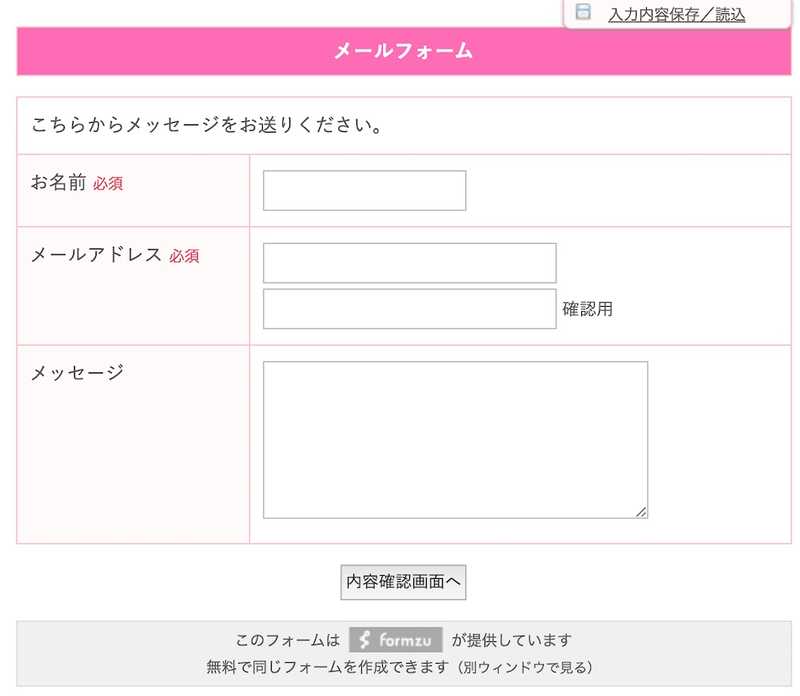 入力内容保存／読込
メールフォーム
こちらからメッセージをお送りください。
お名前 必須
メールアドレス 必須
確認用
メッセージ
内容確認画面へ
このフォームは formzu が提供しています
無料で同じフォームを作成できます（別ウィンドウで見る）